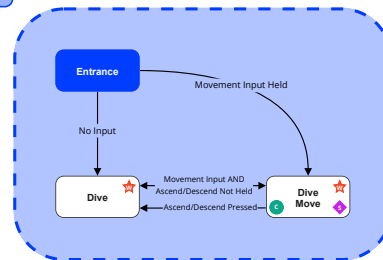 Entrance
Movement Input Held
No Input
Movement Input AND
Ascend/Descend Not Held
Ascend/Descend Pressed
Dive
Dive
Move
C
S